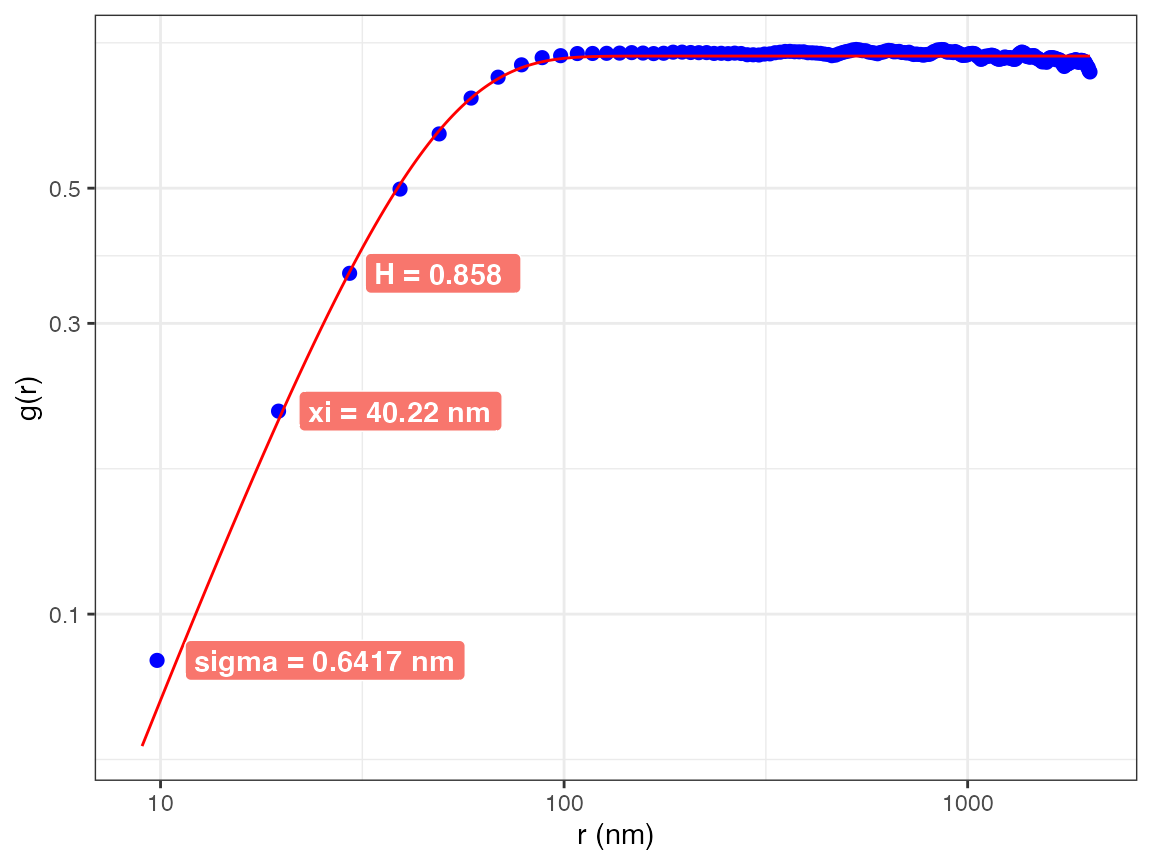 g(r)
0.5
0.3
0.1
H = 0.858
xi = 40.22 nm
sigma = 0.6417 nm
10
100
1000
r (nm)